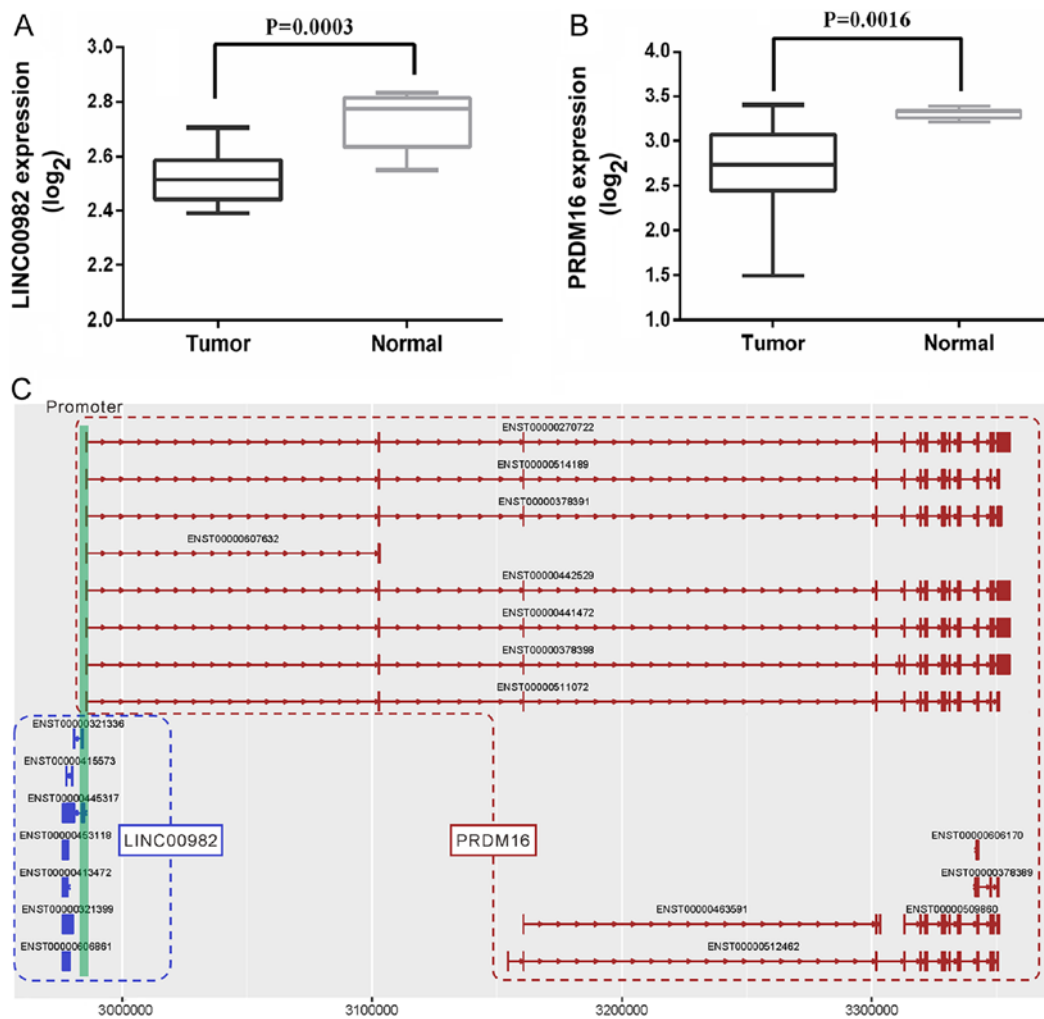 A
P=0.0003
LINC00982 expression
(log2)
3.0
2.8
2.6
2.4
2.2
2.0
Tumor
Normal
B
P=0.0016
PRDM16 expression
(log2)
4.0
3.5
3.0
2.5
2.0
1.5
1.0
Tumor
Normal
C
Promoter
ENST00000270722
ENST00000514189
ENST00000378391
ENST00000607632
ENST00000442529
ENST00000441472
ENST00000378398
ENST00000511072
ENST00000321336
ENST00000415573
ENST00000445317
ENST00000453118
LINC00982
PRDM16
ENST00000606170
ENST00000413472
ENST00000378389
ENST00000321399
ENST00000463591
ENST00000509860
ENST00000606861
ENST00000512462
3000000
3100000
3200000
3300000